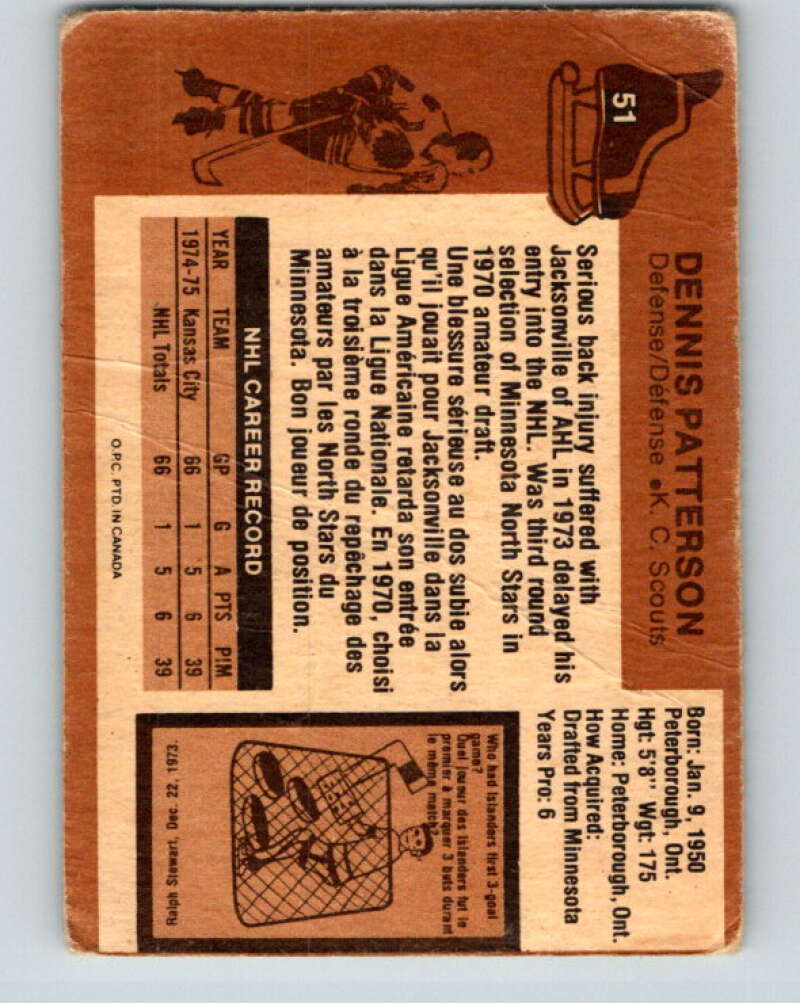 51
DENNIS PATTERSON
Defense/Défense •K. C. Scouts
Born: Jan. 9, 1950
Peterborough, Ont.
Hgt: 5'8" Wgt: 175
Home: Peterborough, Ont.
How Acquired:
Drafted from Minnesota
Years Pro: 6
Serious back injury suffered with
Jacksonville of AHL in 1973 delayed his
entry into the NHL. Was third round
selection of Minnesota North Stars in
1970 amateur draft.
Une blessure sérieuse au dos subie alors
qu'il jouait pour Jacksonville dans la
Ligue Américaine retarda son entrée
dans la Ligue Nationale. En 1970, choisi
à la troisième ronde du repêchage des
amateurs par les North Stars du
Minnesota. Bon joueur de position.
NHL CAREER RECORD
YEAR TEAM GP G A PTS PIM
1974-75 Kansas City 66 1 5 6 39
NHL Totals 66 1 5 6 39
Who had Islanders first 3-goal
game?
Quel joueur des Islanders fut le
premier à marquer 3 buts durant
le même match?
Ralph Stewart. Dec. 22, 1973.
O.P.C. PTD. IN CANADA